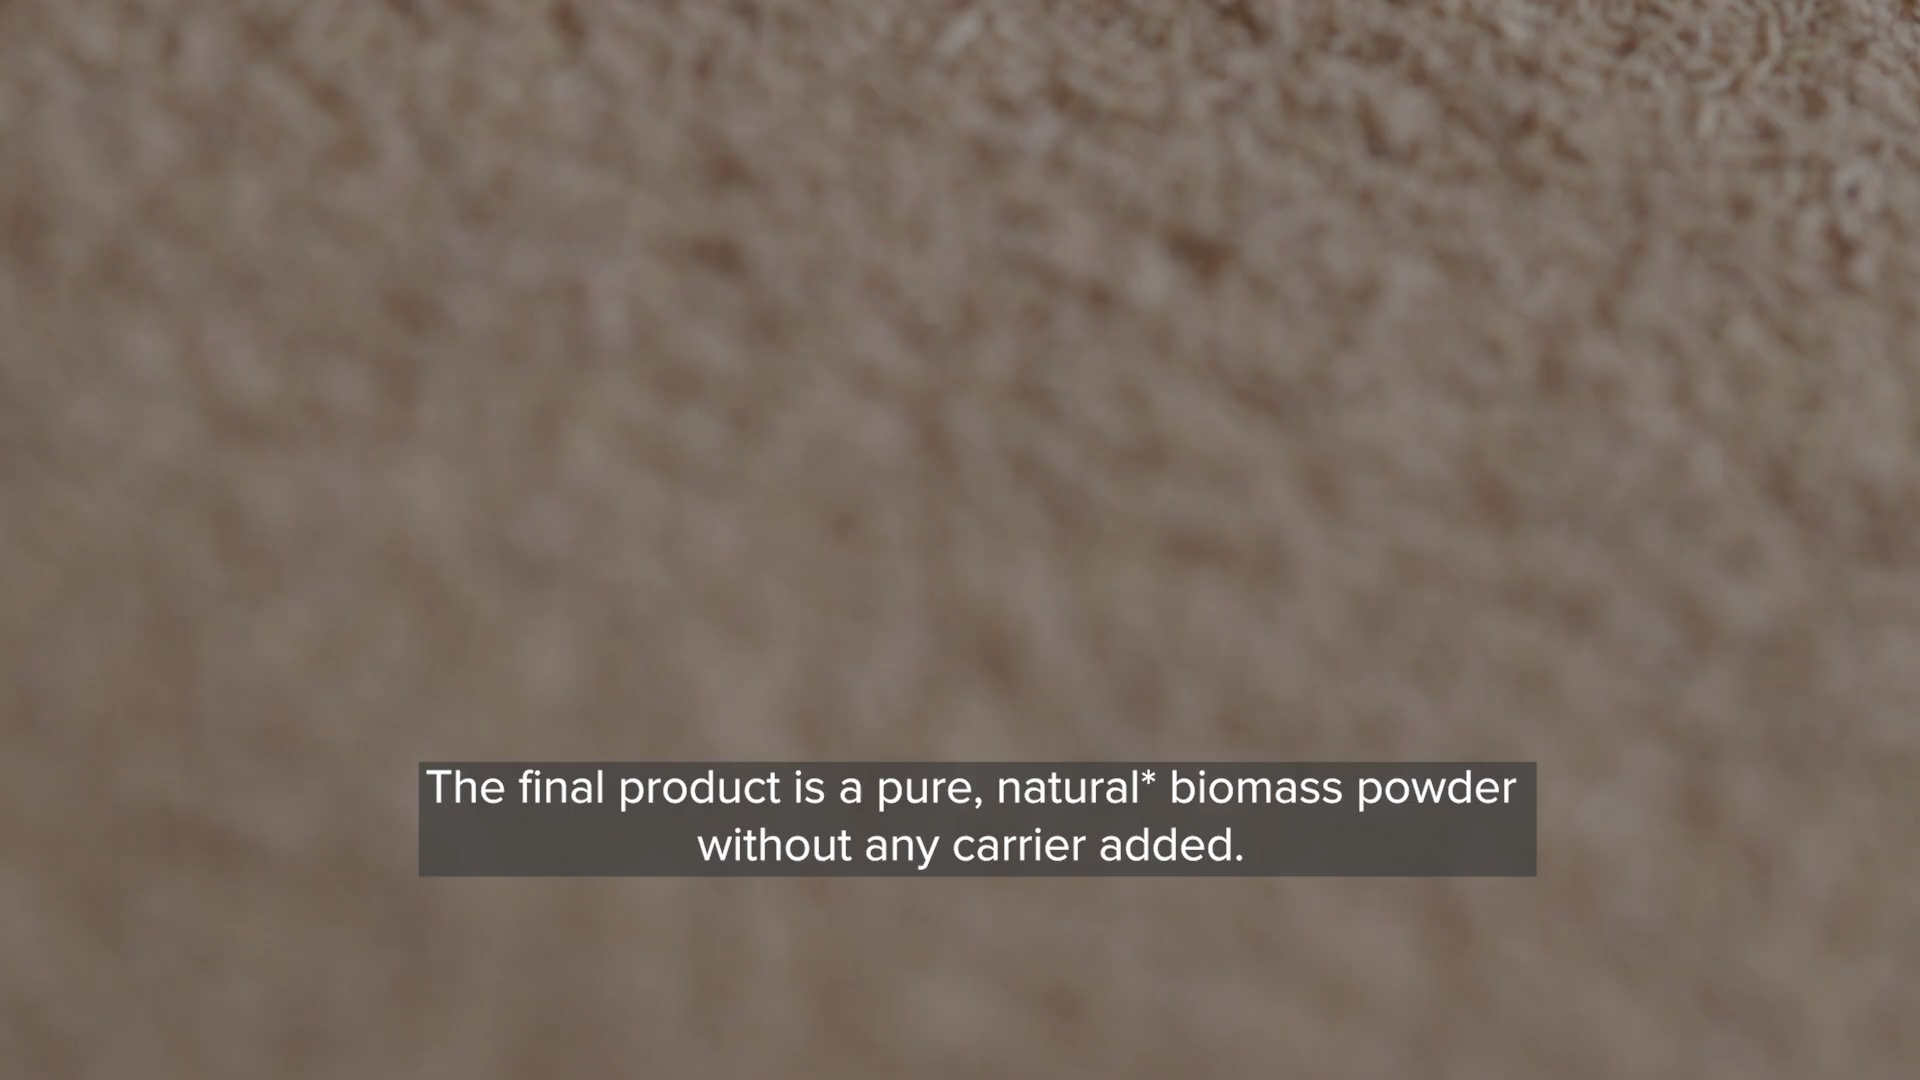 The final product is a pure, natural* biomass powder
without any carrier added.